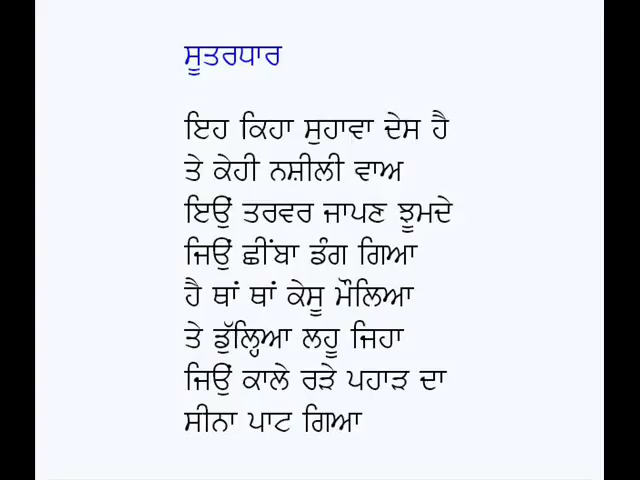 ਸੂਤਰਧਾਰ
ਇਹ ਕਿਹਾ ਸੁਹਾਵਾ ਦੇਸ ਹੈ
ਤੇ ਕੇਹੀ ਨਸ਼ੀਲੀ ਵਾਅ
ਇਉਂ ਤਰਵਰ ਜਾਪਣ ਝੂਮਦੇ
ਜਿਉਂ ਛੀਂਬਾ ਡੰਗ ਗਿਆ
ਹੈ ਥਾਂ ਥਾਂ ਕੇਸੂ ਮੌਲਿਆ
ਤੇ ਡੁੱਲ੍ਹਿਆ ਲਹੂ ਜਿਹਾ
ਜਿਉਂ ਕਾਲੇ ਰੜੇ ਪਹਾੜ ਦਾ
ਸੀਨਾ ਪਾਟ ਗਿਆ